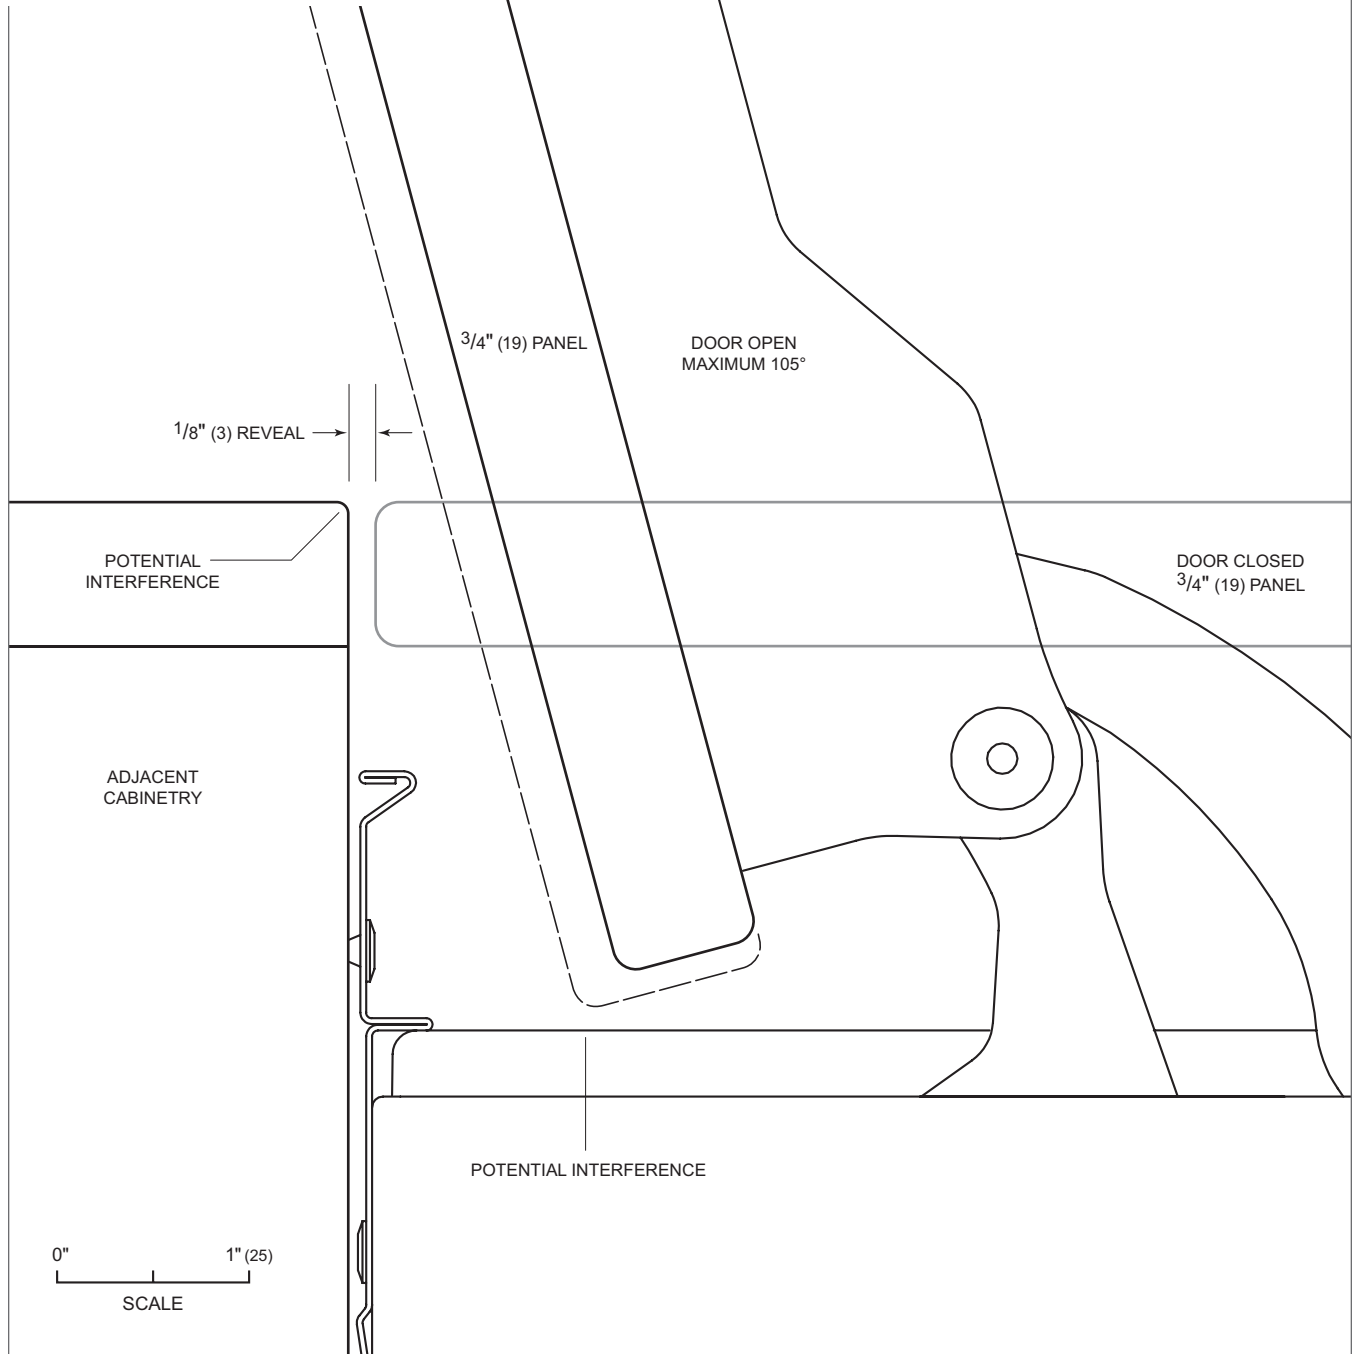 3/4" (19) PANEL
DOOR OPEN
MAXIMUM 105°
1/8" (3) REVEAL
POTENTIAL
INTERFERENCE
DOOR CLOSED
3/4" (19) PANEL
ADJACENT
CABINETRY
POTENTIAL INTERFERENCE
0" 1" (25)
SCALE